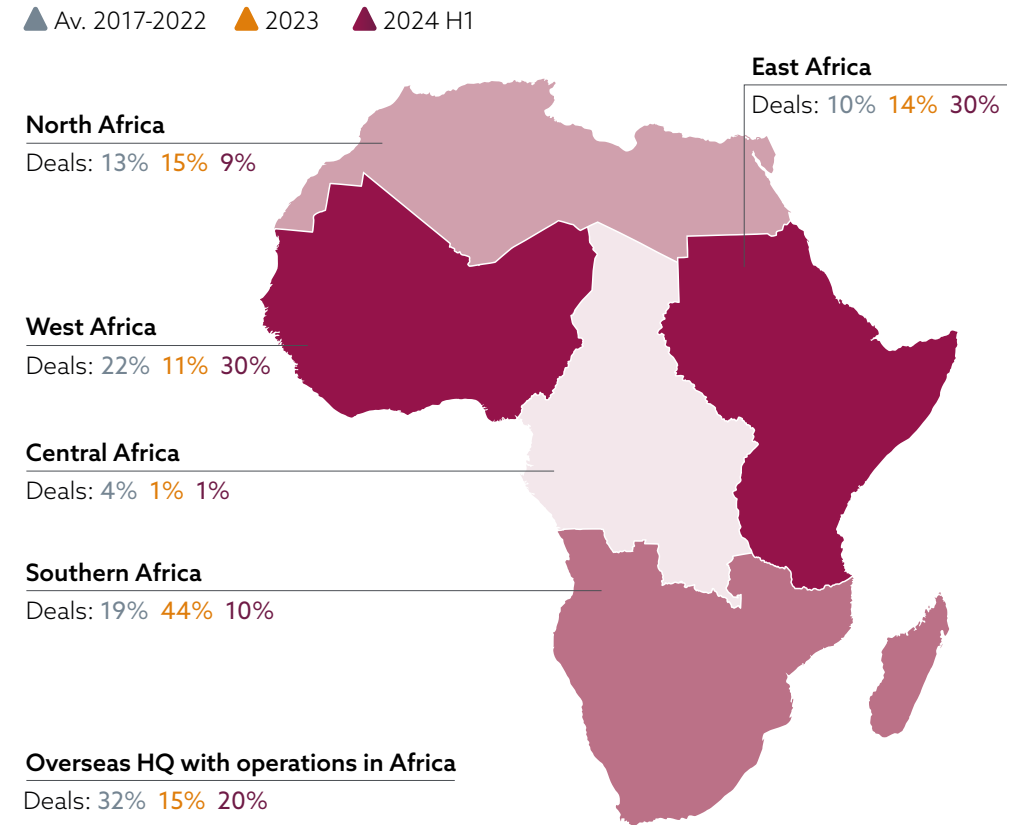 Av. 2017-2022 2023 2024 H1
East Africa
Deals: 10% 14% 30%
North Africa
Deals: 13% 15% 9%
West Africa
Deals: 22% 11% 30%
Central Africa
Deals: 4% 1% 1%
Southern Africa
Deals: 19% 44% 10%
Overseas HQ with operations in Africa
Deals: 32% 15% 20%